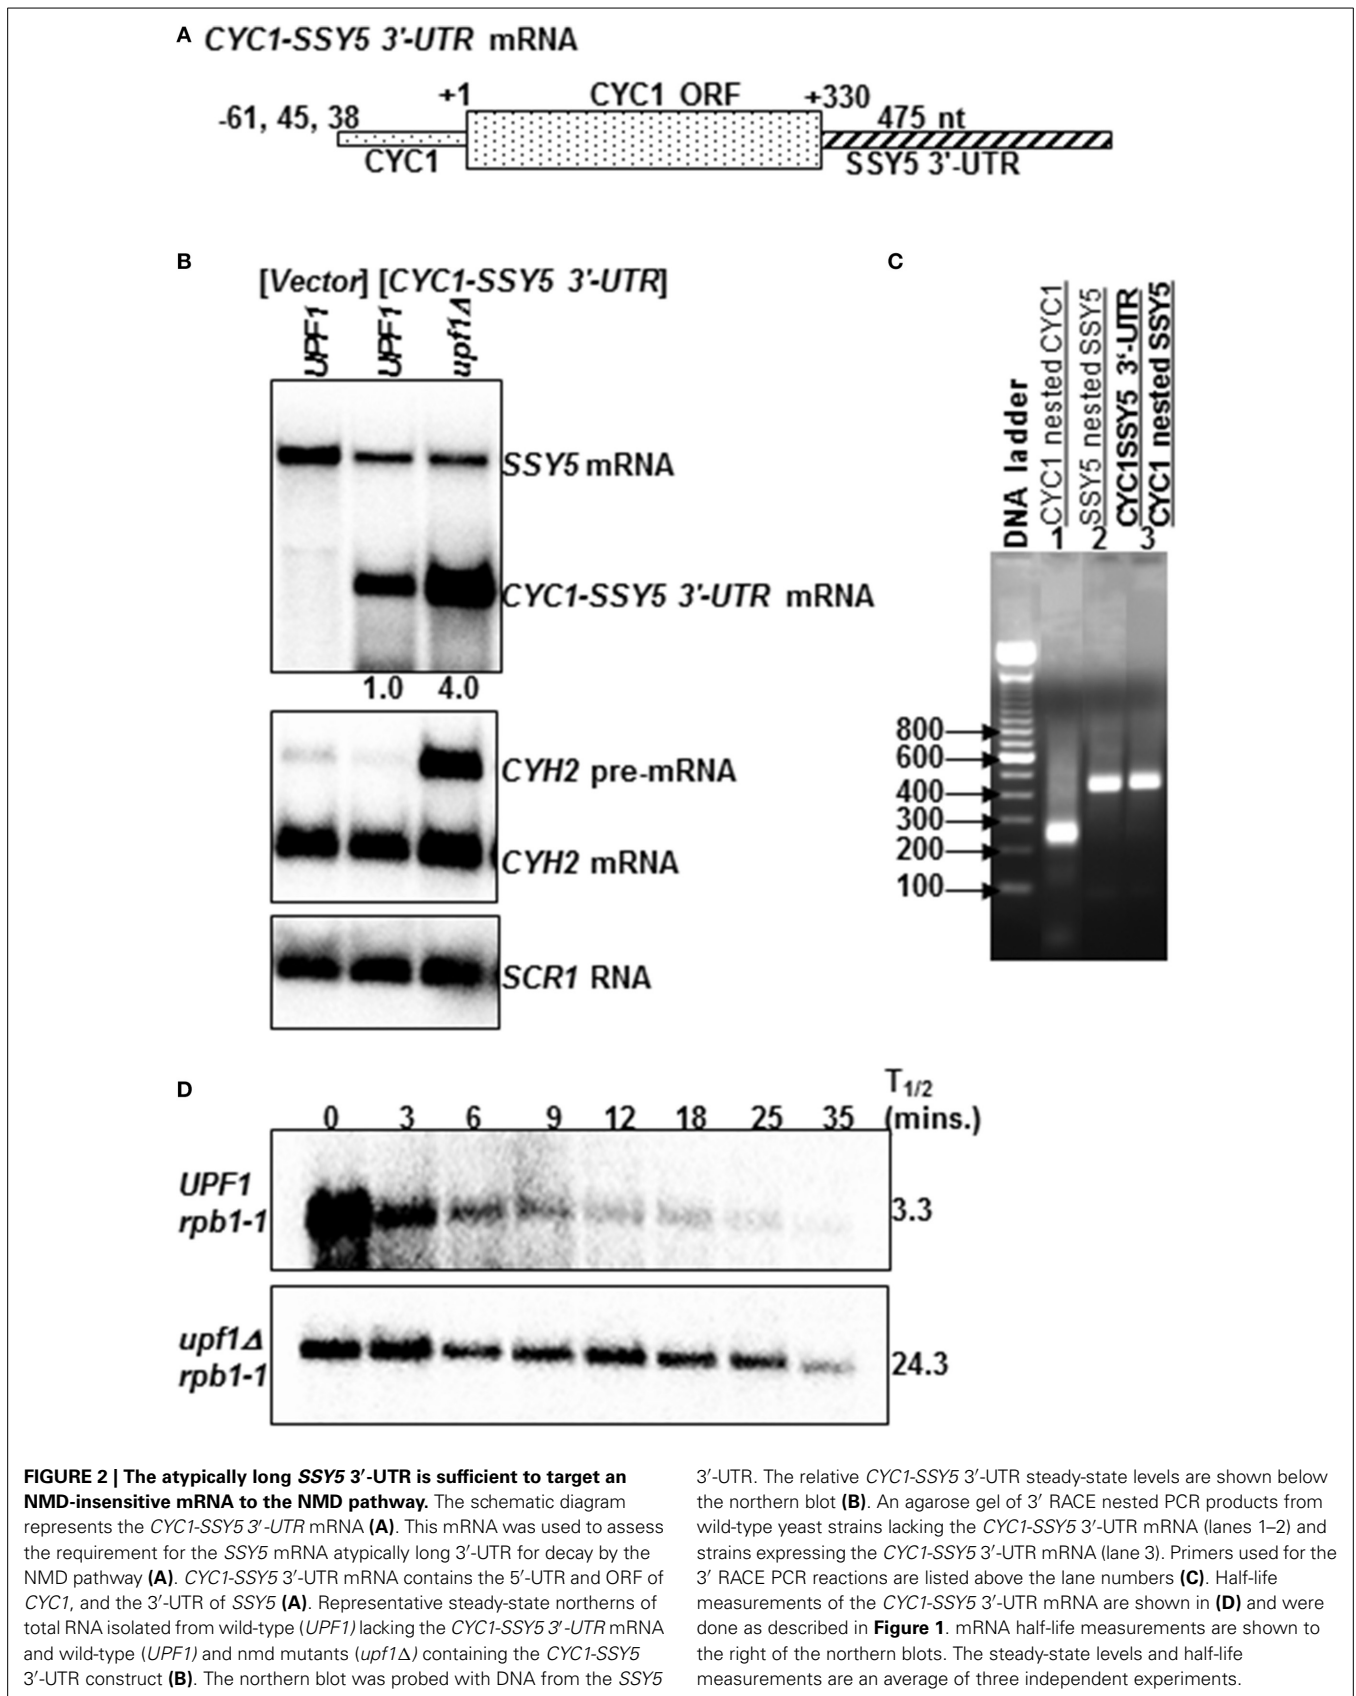 A CYC1-SSY5 3'-UTR mRNA
+1 CYC1 ORF +330
-61, 45, 38 475 nt
CYC1 SSY5 3'-UTR
B
[Vector] [CYC1-SSY5 3'-UTR]
UPF1 UPF1 upf1Δ
SSY5 mRNA
CYC1-SSY5 3'-UTR mRNA
1.0 4.0
CYH2 pre-mRNA
CYH2 mRNA
SCR1 RNA
C
DNA ladder
CYC1 nested CYC1
SSY5 nested SSY5
CYC1SSY5 3'-UTR
CYC1 nested SSY5
1 2 3
800
600
400
300
200
100
D
T1/2
0 3 6 9 12 18 25 35 (mins.)
UPF1
rpb1-1
3.3
upf1Δ
rpb1-1
24.3
FIGURE 2 | The atypically long SSY5 3′-UTR is sufficient to target an
NMD-insensitive mRNA to the NMD pathway. The schematic diagram
represents the CYC1-SSY5 3′-UTR mRNA (A). This mRNA was used to assess
the requirement for the SSY5 mRNA atypically long 3′-UTR for decay by the
NMD pathway (A). CYC1-SSY5 3′-UTR mRNA contains the 5′-UTR and ORF of
CYC1, and the 3′-UTR of SSY5 (A). Representative steady-state northerns of
total RNA isolated from wild-type (UPF1) lacking the CYC1-SSY5 3′-UTR mRNA
and wild-type (UPF1) and nmd mutants (upf1Δ) containing the CYC1-SSY5
3′-UTR construct (B). The northern blot was probed with DNA from the SSY5
3′-UTR. The relative CYC1-SSY5 3′-UTR steady-state levels are shown below
the northern blot (B). An agarose gel of 3′ RACE nested PCR products from
wild-type yeast strains lacking the CYC1-SSY5 3′-UTR mRNA (lanes 1–2) and
strains expressing the CYC1-SSY5 3′-UTR mRNA (lane 3). Primers used for the
3′ RACE PCR reactions are listed above the lane numbers (C). Half-life
measurements of the CYC1-SSY5 3′-UTR mRNA are shown in (D) and were
done as described in Figure 1. mRNA half-life measurements are shown to
the right of the northern blots. The steady-state levels and half-life
measurements are an average of three independent experiments.